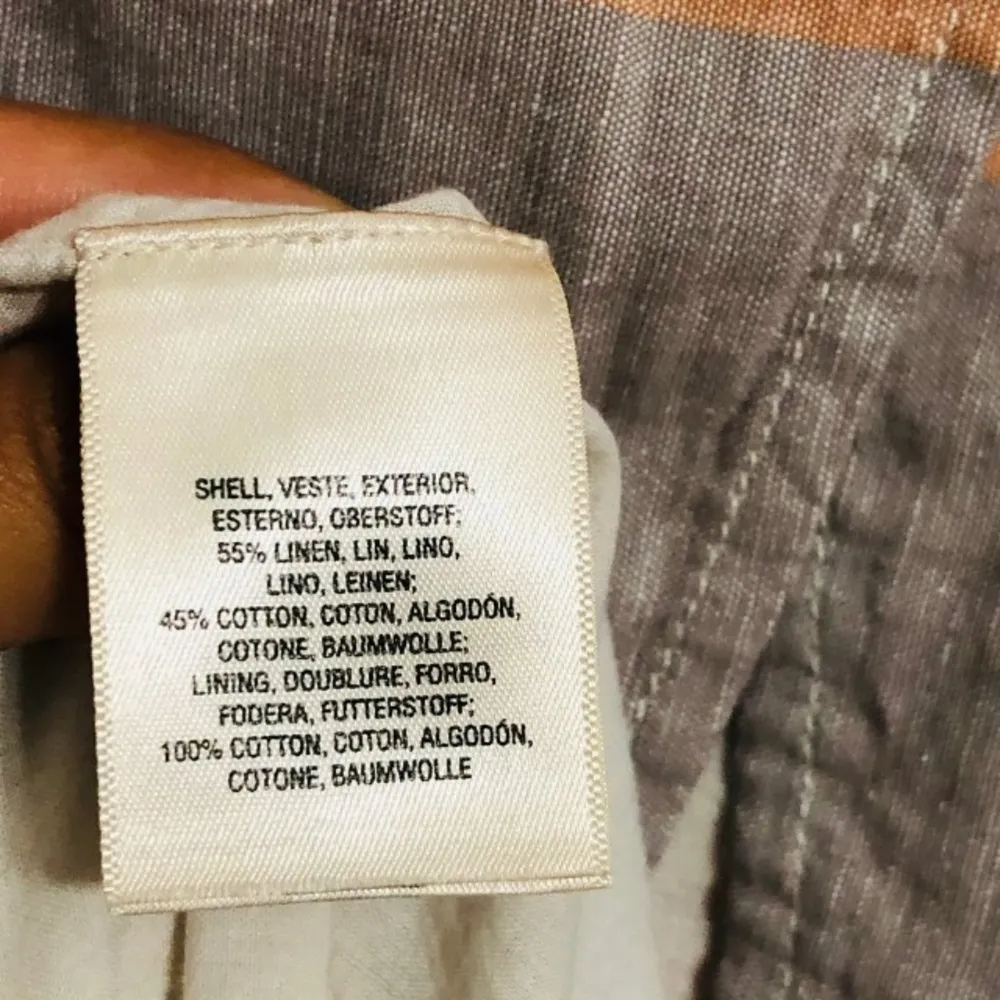 SHELL, VESTE, EXTERIOR,
ESTERNO, OBERSTOFF;
55% LINEN, LIN, LINO,
LINO, LEINEN;
45% COTTON, COTON, ALGODÓN,
COTONE, BAUMWOLLE;
LINING, DOUBLURE, FORRO,
FODERA, FUTTERSTOFF;
100% COTTON, COTON, ALGODÓN,
COTONE, BAUMWOLLE